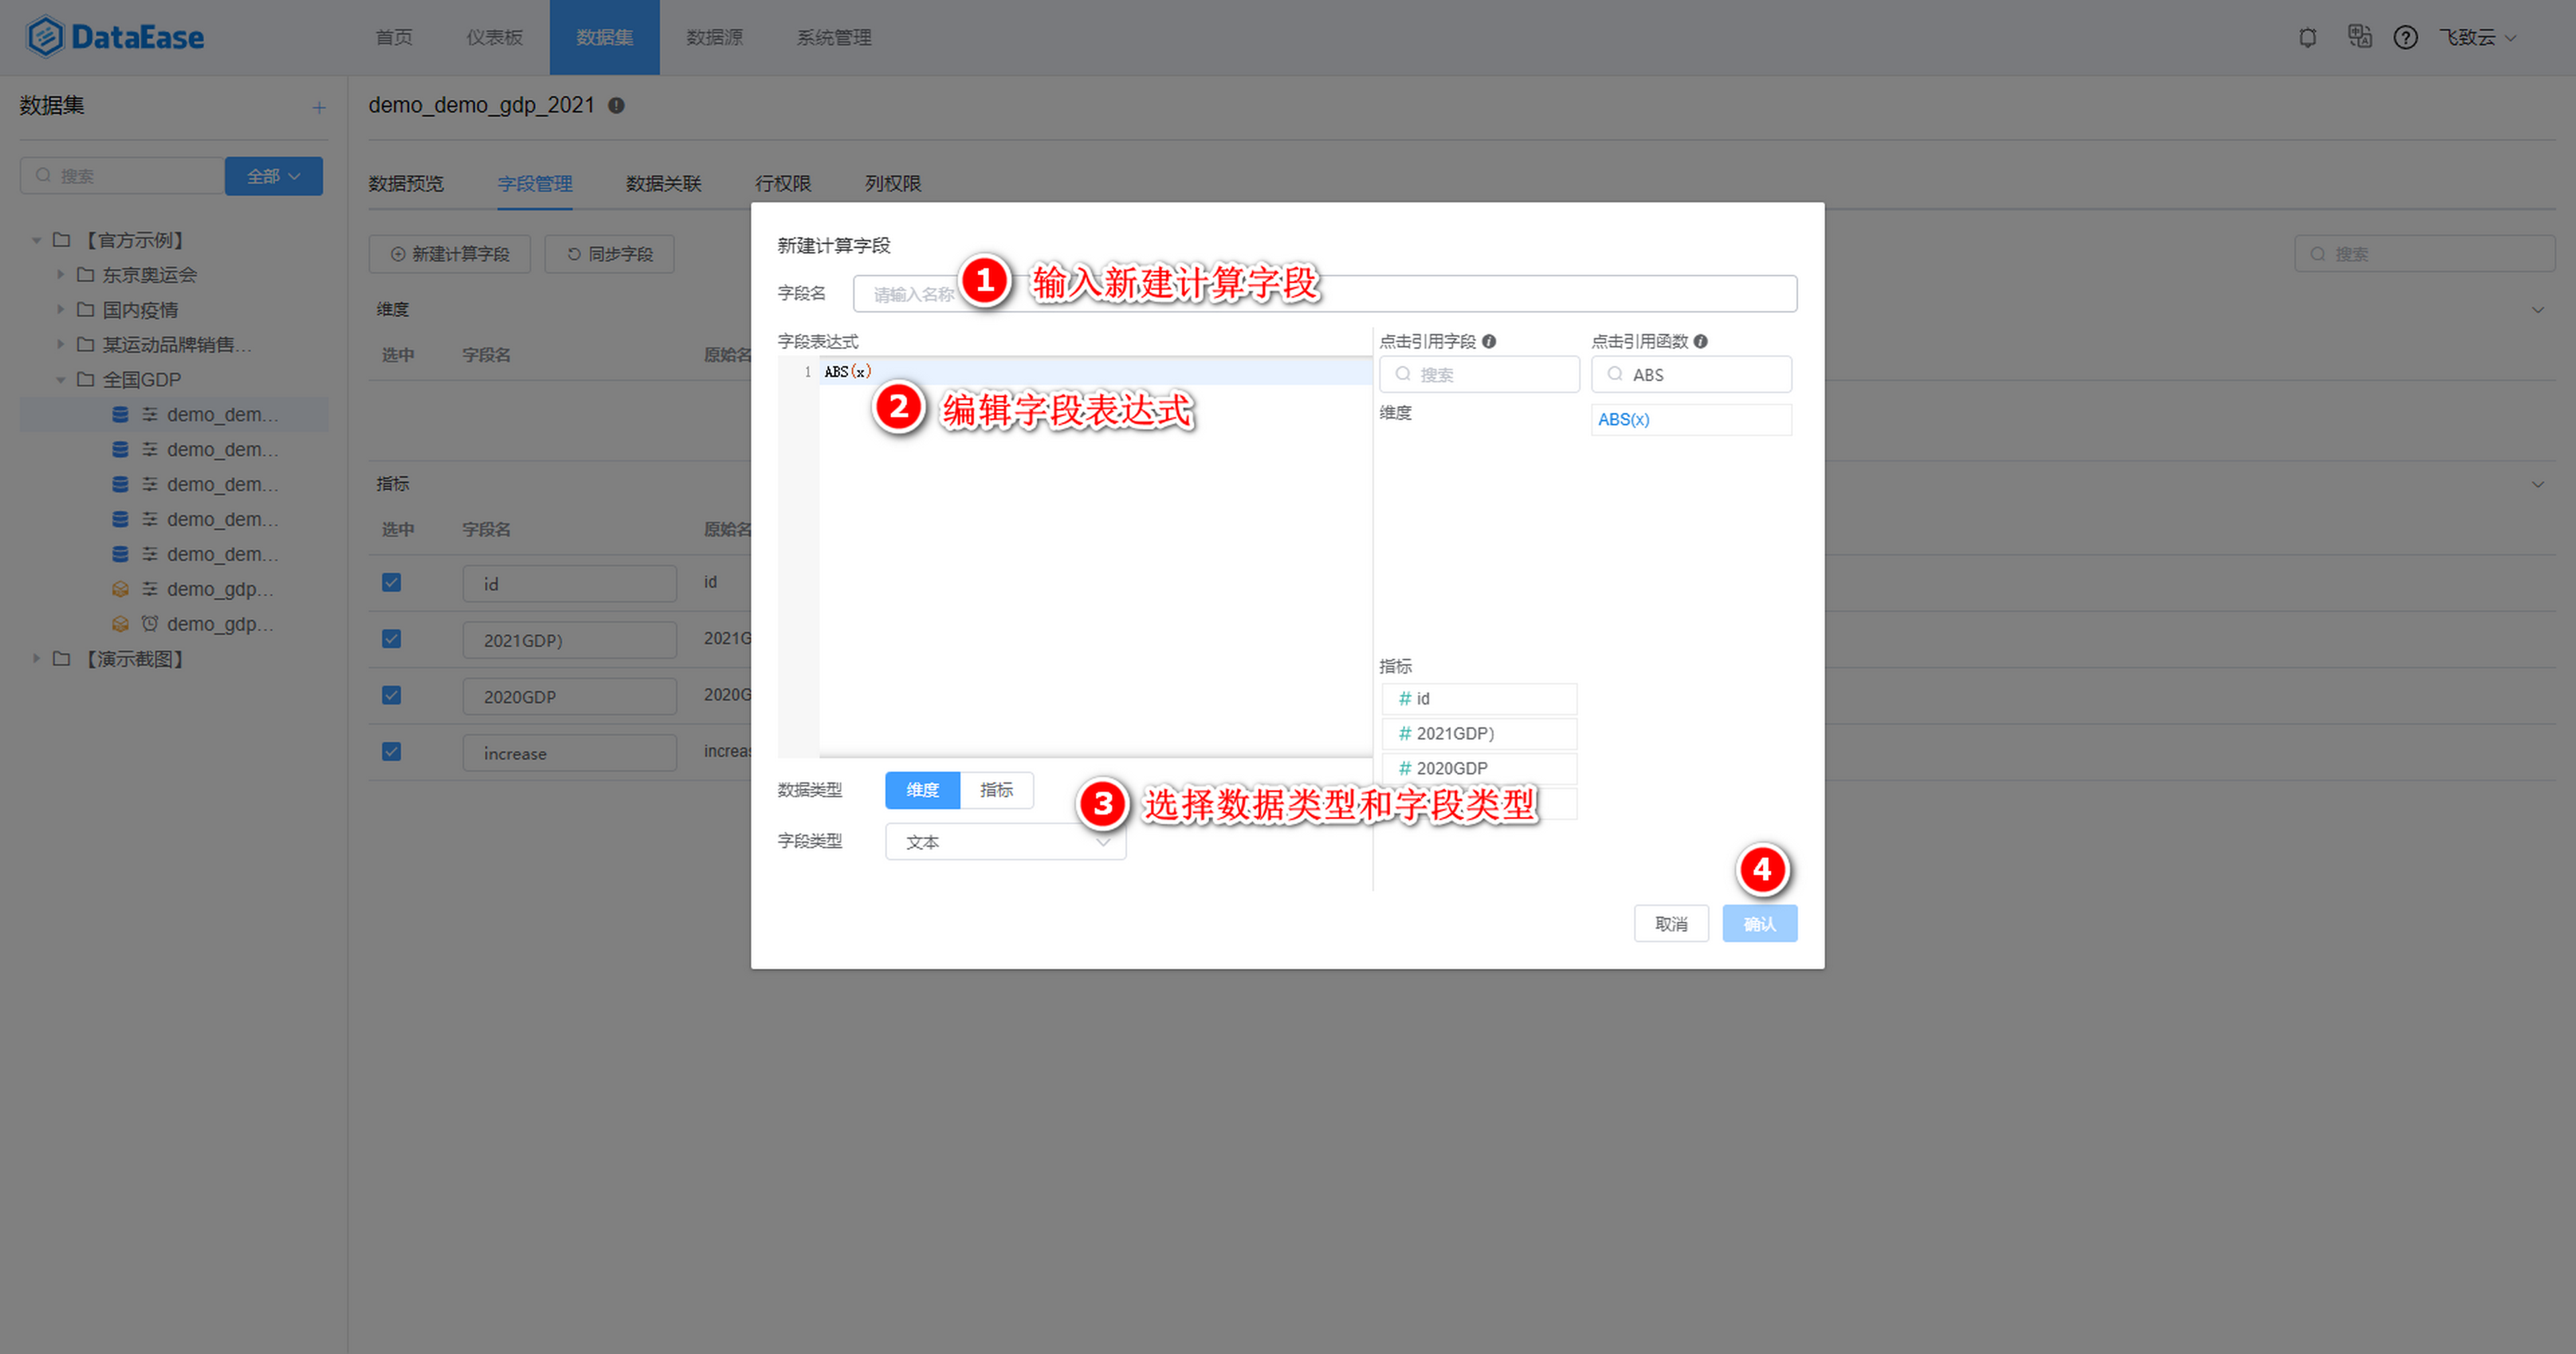 DataEase
首页
仪表板
数据集
数据源
系统管理
飞致云
数据集
搜索
全部
【官方示例】
东京奥运会
国内疫情
某运动品牌销售...
全国GDP
demo_dem...
demo_dem...
demo_dem...
demo_dem...
demo_dem...
demo_gdp...
demo_gdp...
【演示截图】
demo_demo_gdp_2021
数据预览
字段管理
数据关联
行权限
列权限
新建计算字段
同步字段
搜索
维度
选中
字段名
原始名
指标
选中
字段名
原始名
id
id
2021GDP)
2021G
2020GDP
2020G
increase
increas
新建计算字段
字段名
请输入名称
1 输入新建计算字段
字段表达式
1 ABS(x)
2 编辑字段表达式
点击引用字段
搜索
维度
点击引用函数
ABS
ABS(x)
指标
# id
# 2021GDP)
# 2020GDP
数据类型
维度
指标
3 选择数据类型和字段类型
字段类型
文本
4
取消
确认